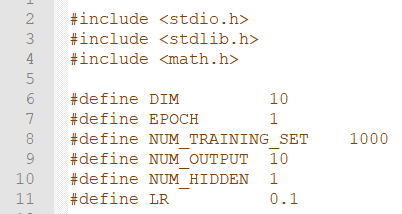 2 #include <stdio.h>
3 #include <stdlib.h>
4 #include <math.h>
5
6 #define DIM 10
7 #define EPOCH 1
8 #define NUM_TRAINING_SET 1000
9 #define NUM_OUTPUT 10
10 #define NUM_HIDDEN 1
11 #define LR 0.1